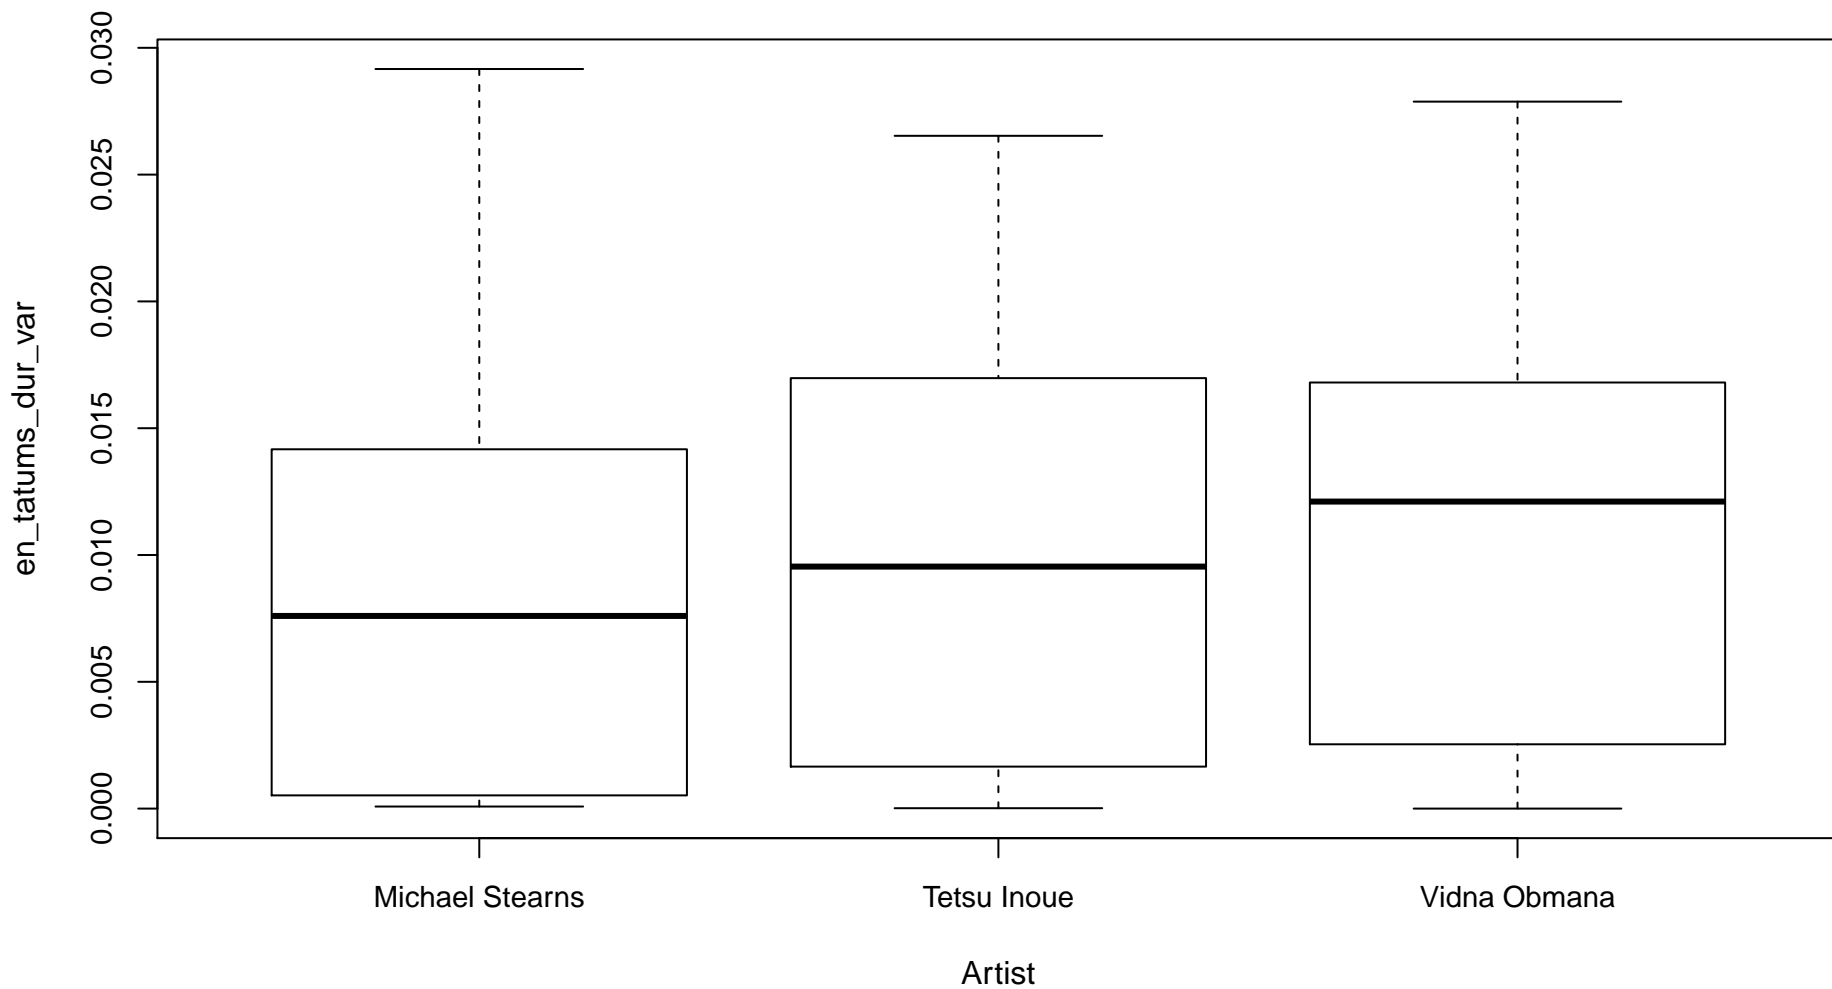 en_tatums_dur_var
0.030
0.025
0.020
0.015
0.010
0.005
0.000
Michael Stearns
Tetsu Inoue
Vidna Obmana
Artist